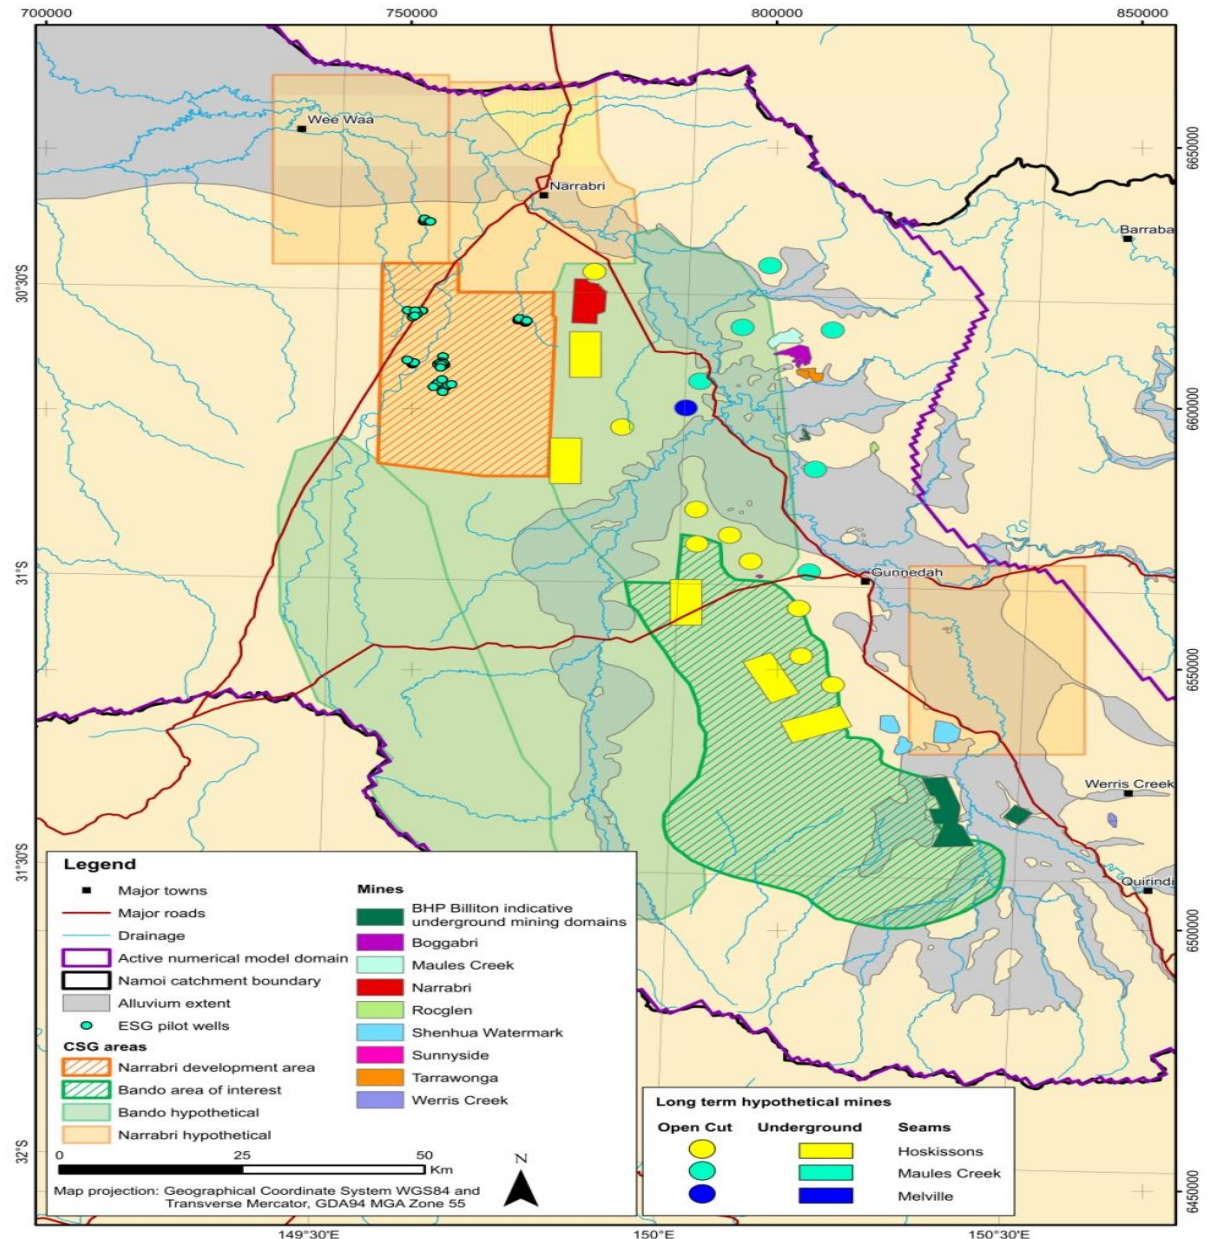 700000
750000
800000
850000
Wee Waa
6650000
Narrabri
Barraba
30°30'S
6600000
31°S
Gunnedah
6550000
Werris Creek
31°30'S
Quirindi
6500000
Legend
Major towns
Major roads
Drainage
Active numerical model domain
Namoi catchment boundary
Alluvium extent
ESG pilot wells
CSG areas
Narrabri development area
Bando area of interest
Bando hypothetical
Narrabri hypothetical
Mines
BHP Billiton indicative
underground mining domains
Boggabri
Maules Creek
Narrabri
Rocglen
Shenhua Watermark
Sunnyside
Tarrawonga
Werris Creek
0 25 50
Km
N
Map projection: Geographical Coordinate System WGS84 and
Transverse Mercator, GDA94 MGA Zone 55
Long term hypothetical mines
Open Cut Underground Seams
Hoskissons
Maules Creek
Melville
32°S
6450000
149°30'E
150°E
150°30'E